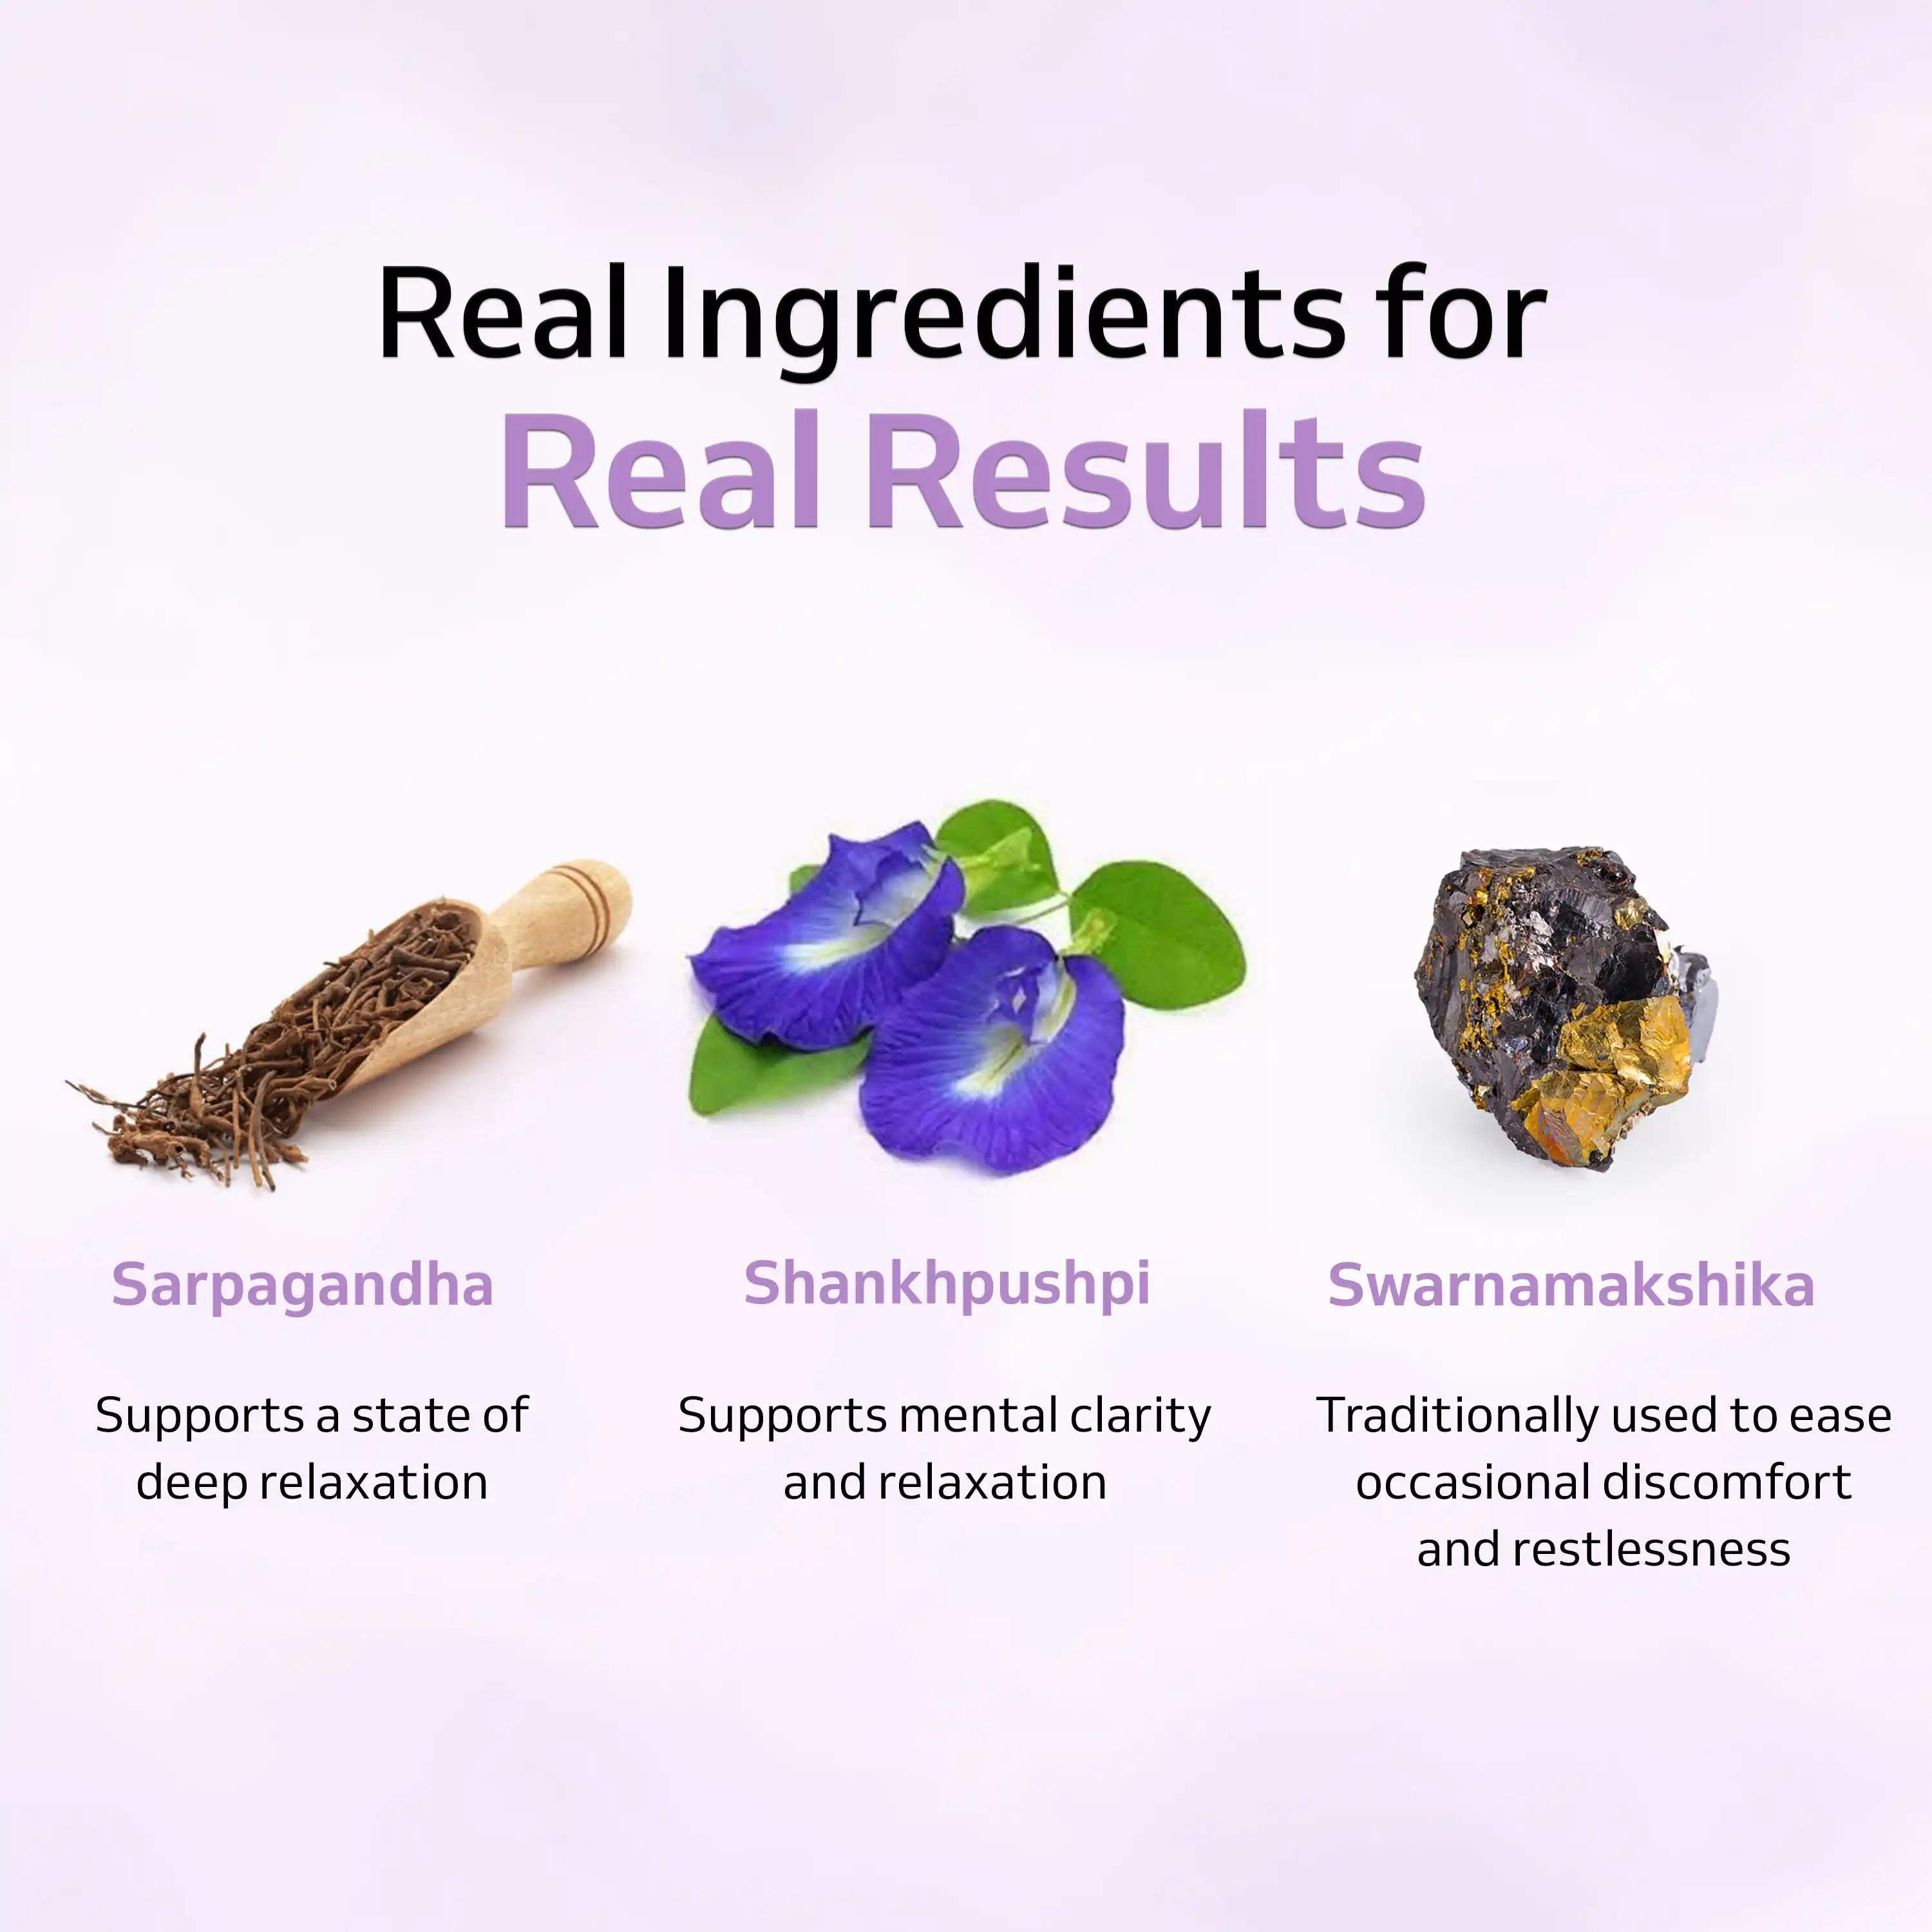 Real Ingredients for
Real Results
Sarpagandha
Supports a state of
deep relaxation
Shankhpushpi
Supports mental clarity
and relaxation
Swarnamakshika
Traditionally used to ease
occasional discomfort
and restlessness